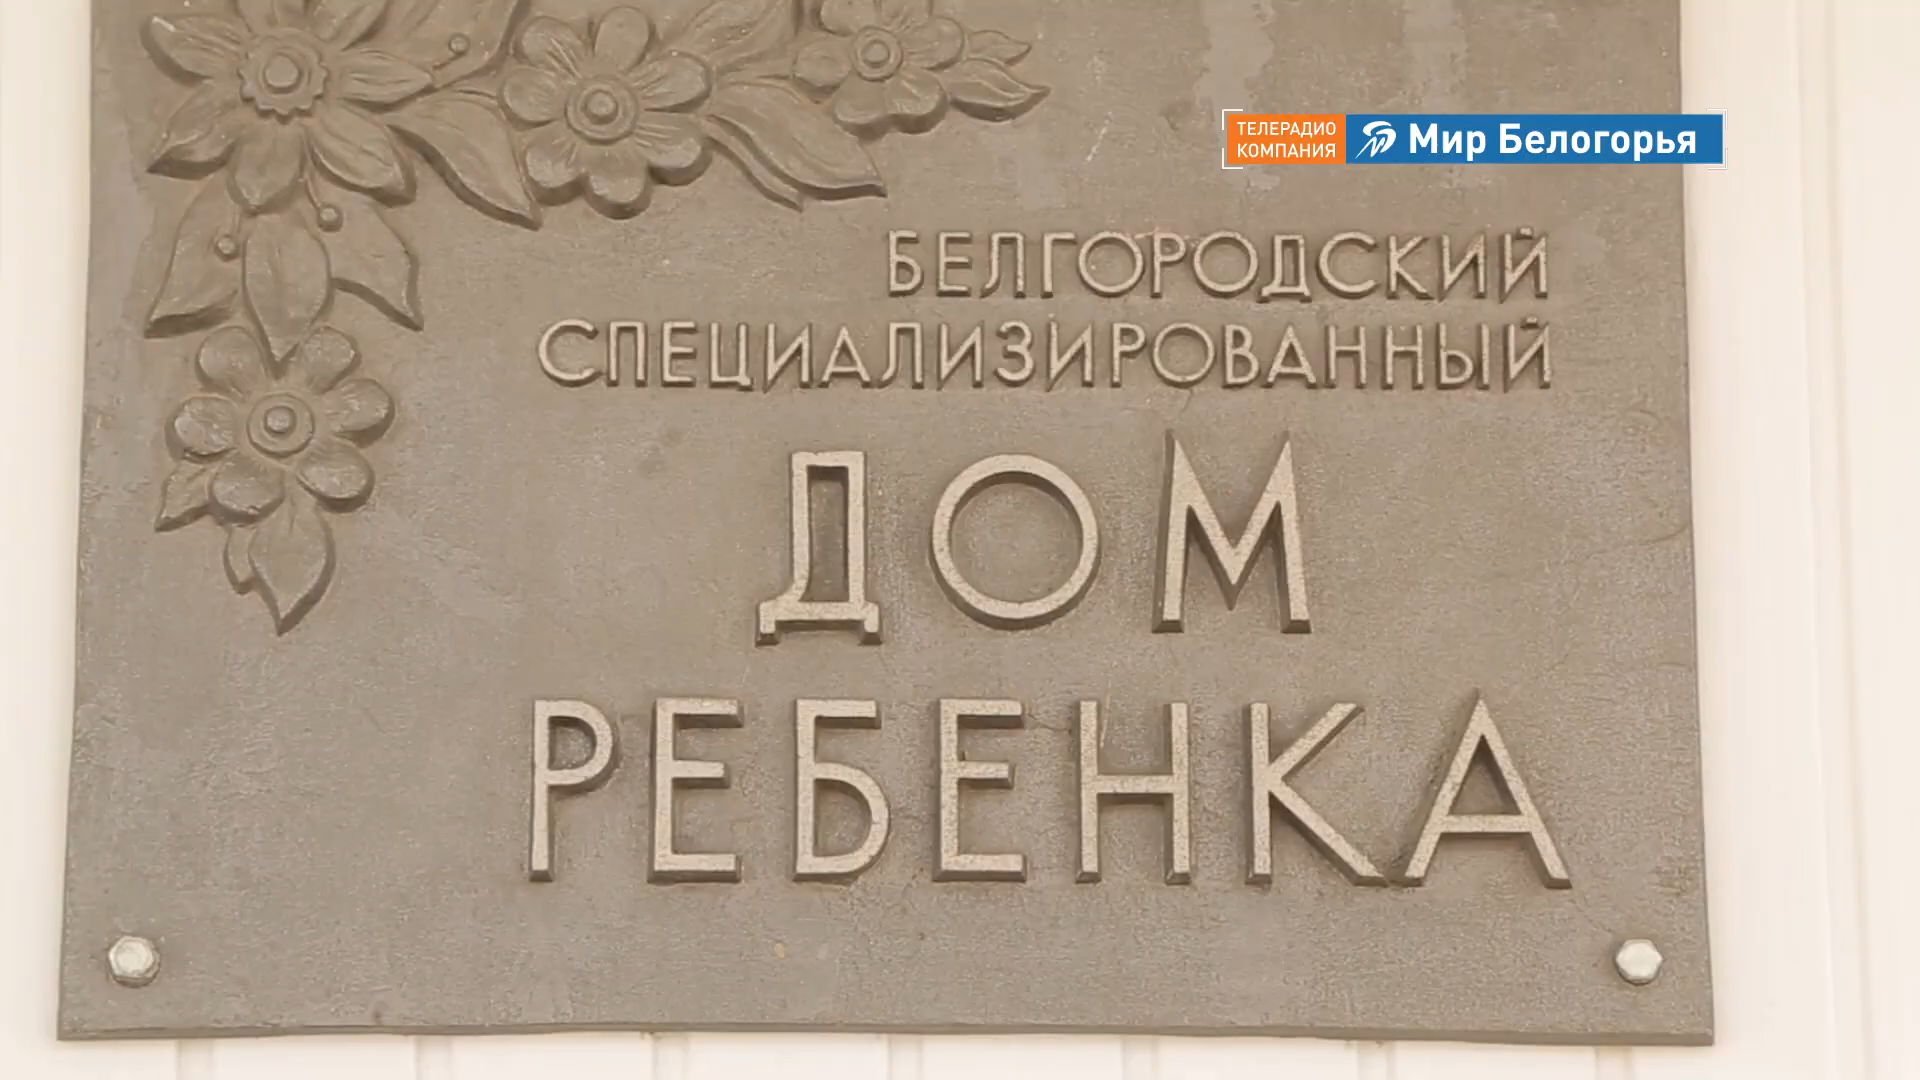 ТЕЛЕРАДИО
КОМПАНИЯ
Мир Белогорья
БЕЛГОРОДСКИЙ
СПЕЦИАЛИЗИРОВАННЫЙ
ДОМ
РЕБЕНКА